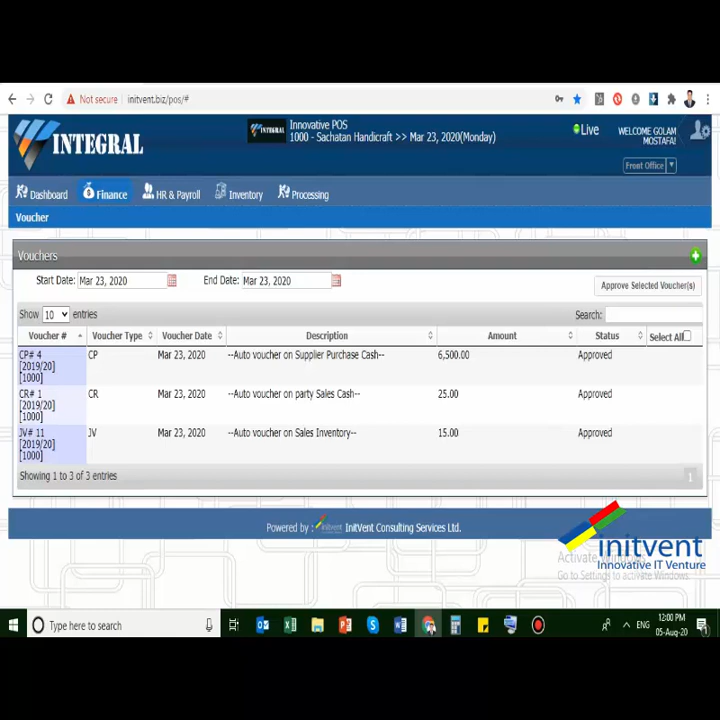 Not secure | initvent.biz/pos/#
INTEGRAL
INTEGRAL
Innovative POS
1000 - Sachatan Handicraft >> Mar 23, 2020(Monday)
Live
WELCOME GOLAM
MOSTAFA!
Front Office
Dashboard Finance HR & Payroll Inventory Processing
Voucher
Vouchers
Start Date: Mar 23, 2020 End Date: Mar 23, 2020
Approve Selected Voucher(s)
Show 10 entries
Search:
Voucher # Voucher Type Voucher Date Description Amount Status Select All
CP# 4
[2019/20]
[1000]
CP Mar 23, 2020 --Auto voucher on Supplier Purchase Cash-- 6,500.00 Approved
CR# 1
[2019/20]
[1000]
CR Mar 23, 2020 --Auto voucher on party Sales Cash-- 25.00 Approved
JV# 11
[2019/20]
[1000]
JV Mar 23, 2020 --Auto voucher on Sales Inventory-- 15.00 Approved
Showing 1 to 3 of 3 entries
1
Powered by : initvent InitVent Consulting Services Ltd.
initvent
Innovative IT Venture
Activate Windows
Go to Settings to activate Windows.
Type here to search
ENG
12:00 PM
05-Aug-20
1